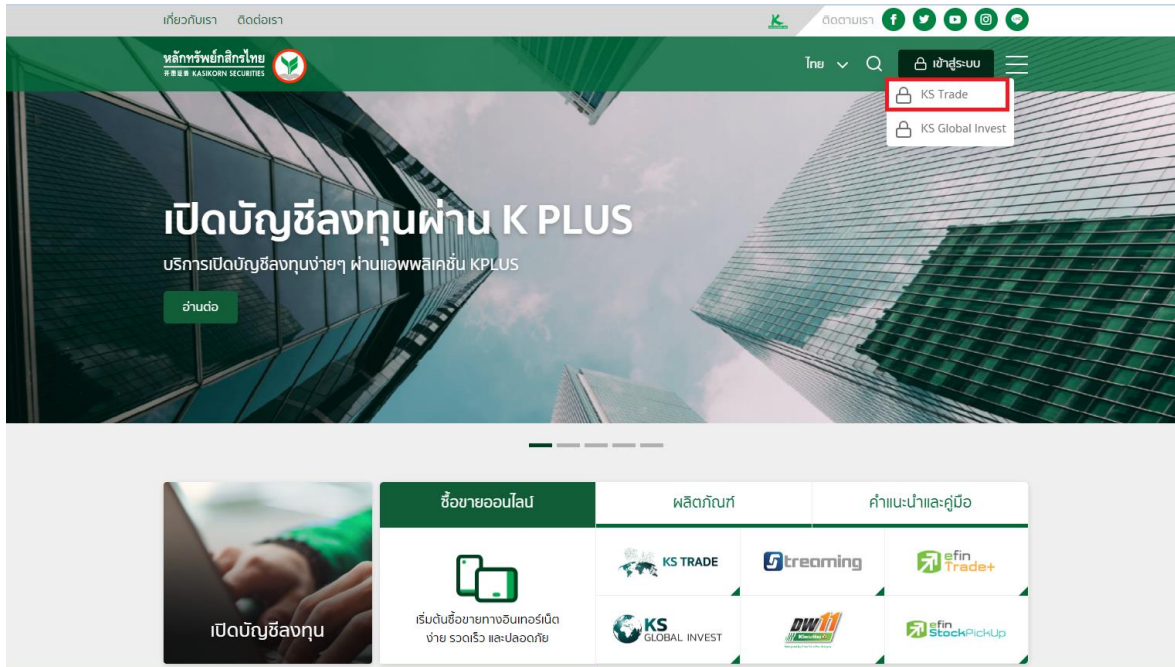 เกี่ยวกับเรา ติดต่อเรา
K ติดตามเรา
หลักทรัพย์กสิกรไทย
开泰证券 KASIKORN SECURITIES
ไทย
เข้าสู่ระบบ
KS Trade
KS Global Invest
เปิดบัญชีลงทุนผ่าน K PLUS
บริการเปิดบัญชีลงทุนง่ายๆ ผ่านแอพพลิเคชั่น KPLUS
อ่านต่อ
เปิดบัญชีลงทุน
ซื้อขายออนไลน์
ผลิตภัณฑ์
คำแนะนำและคู่มือ
เริ่มต้นซื้อขายทางอินเทอร์เน็ต
ง่าย รวดเร็ว และปลอดภัย
KS TRADE
Streaming
efin
Trade+
KS
GLOBAL INVEST
DW11
efin
StockPickUp